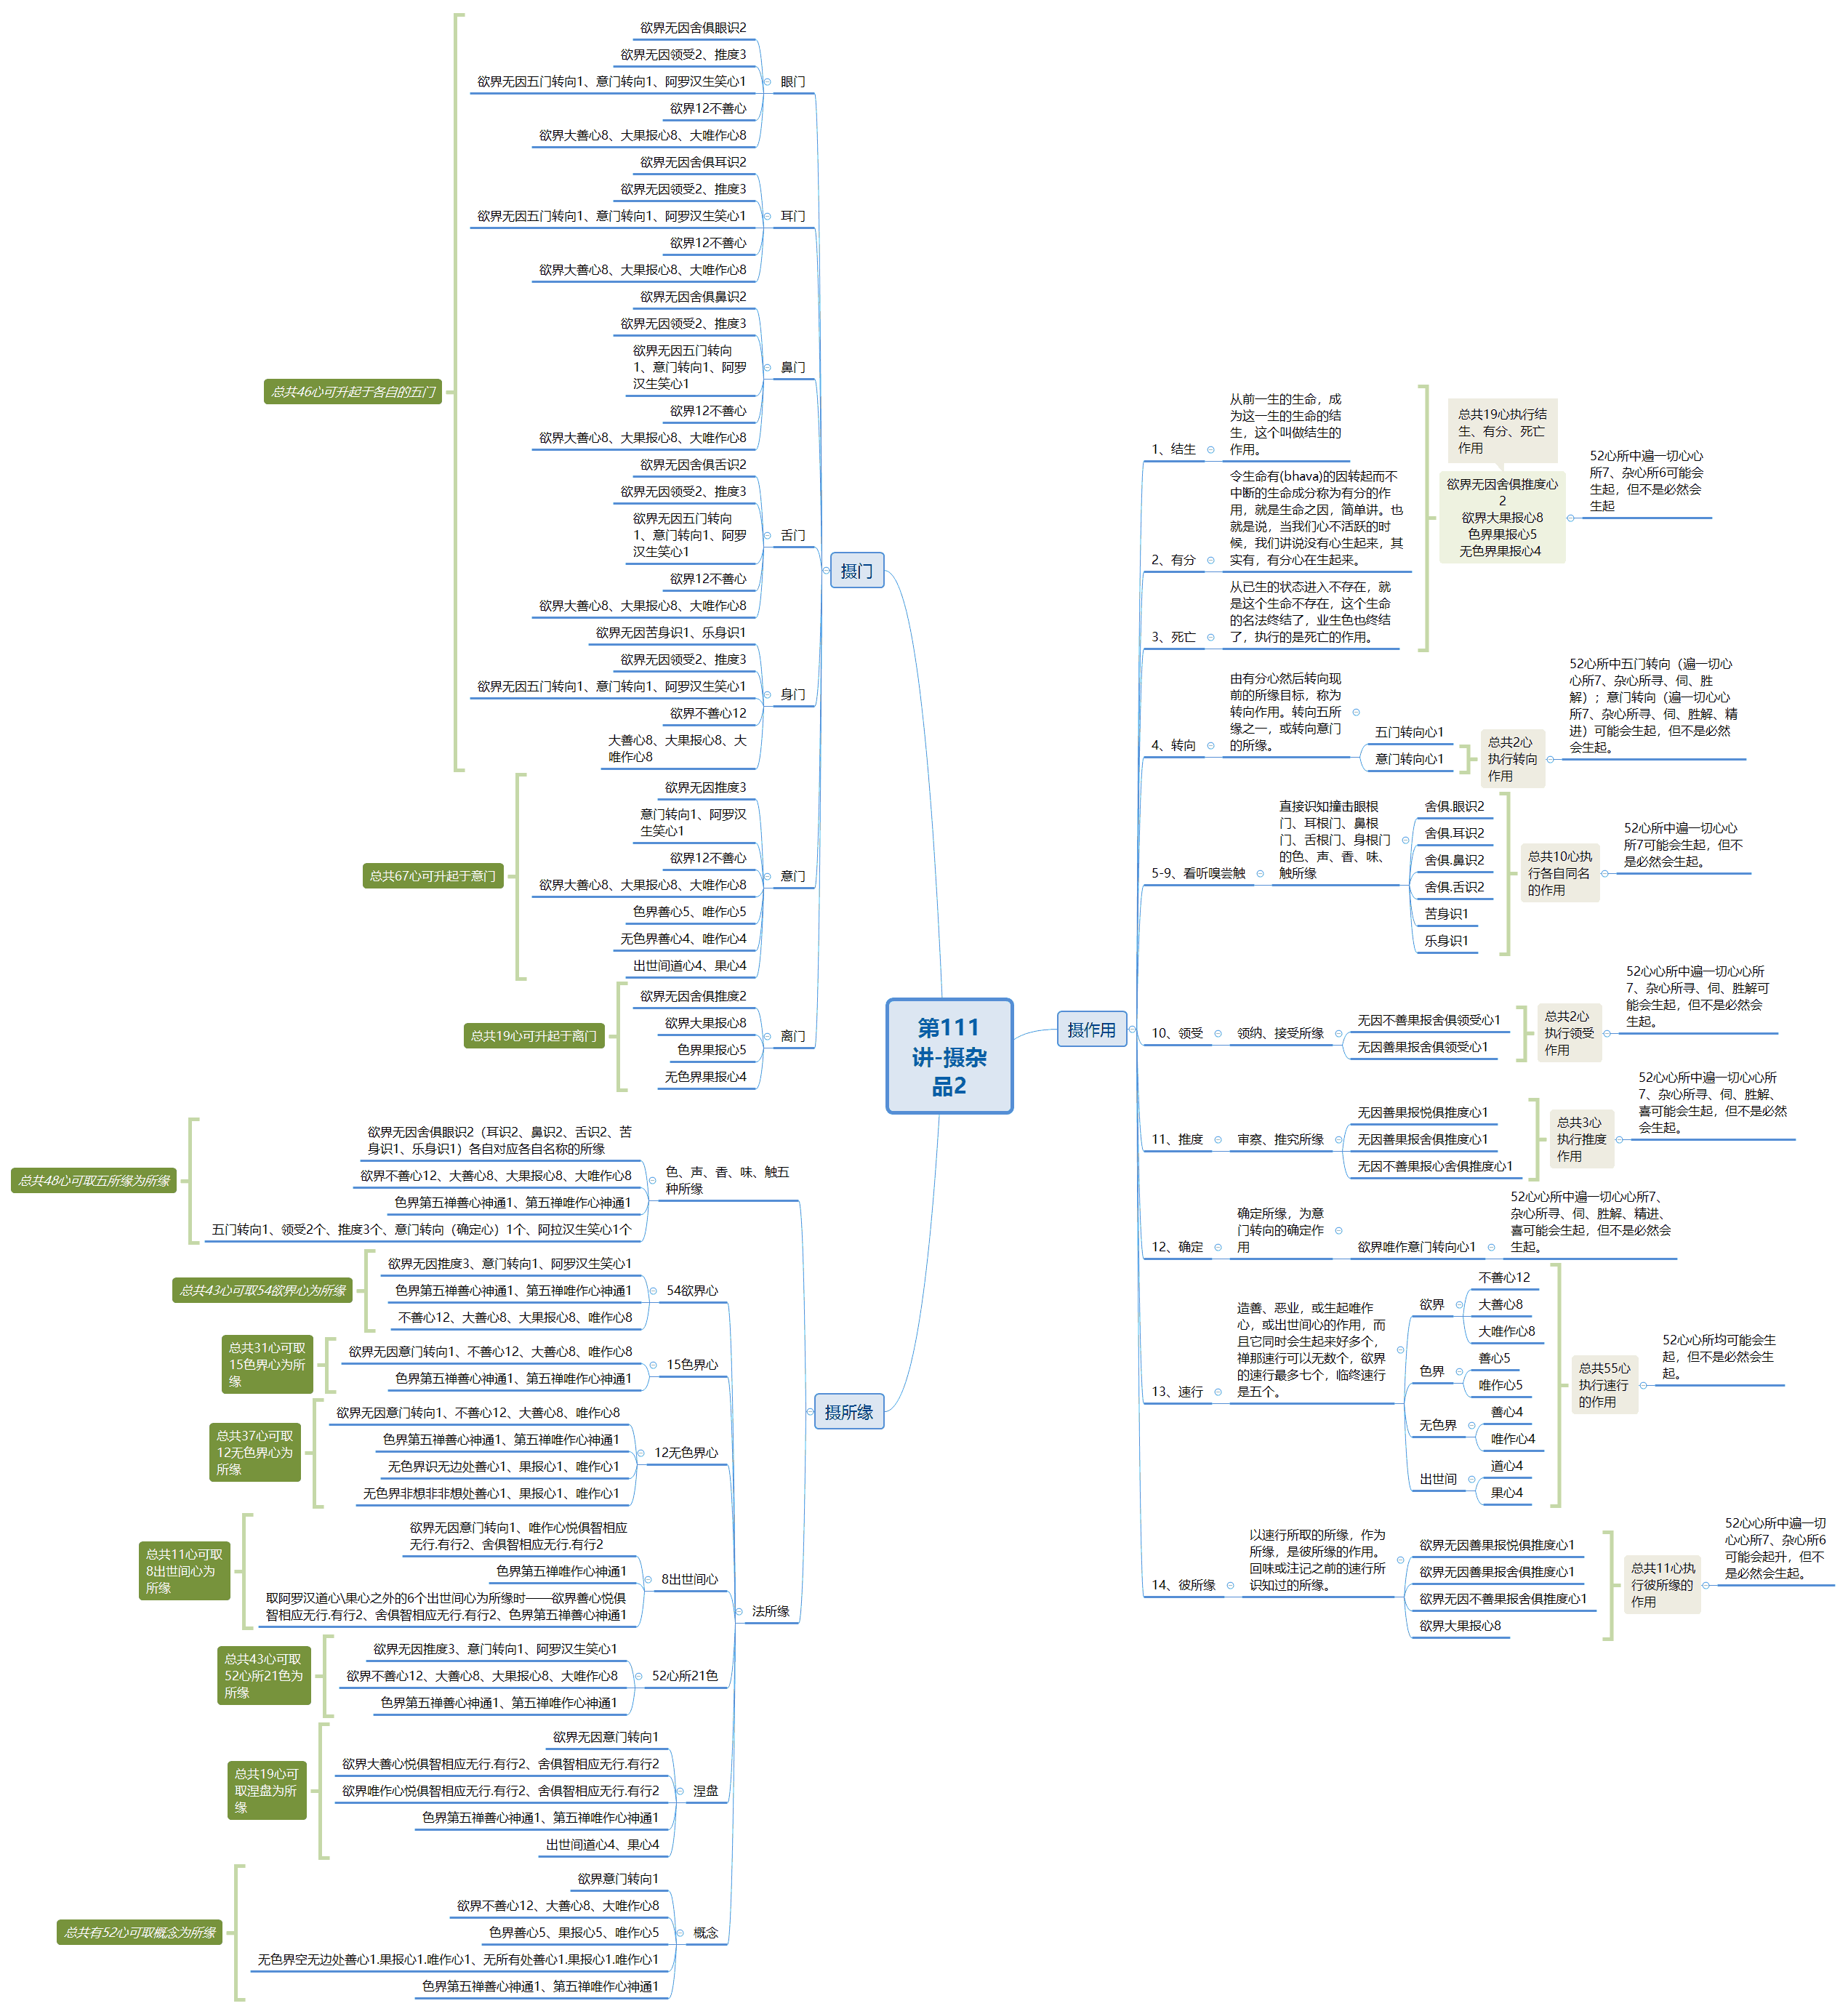 第111
讲-摄杂
品2
摄门
眼门
欲界无因舍俱眼识2
欲界无因领受2、推度3
欲界无因五门转向1、意门转向1、阿罗汉生笑心1
欲界12不善心
欲界大善心8、大果报心8、大唯作心8
耳门
欲界无因舍俱耳识2
欲界无因领受2、推度3
欲界无因五门转向1、意门转向1、阿罗汉生笑心1
欲界12不善心
欲界大善心8、大果报心8、大唯作心8
鼻门
欲界无因舍俱鼻识2
欲界无因领受2、推度3
欲界无因五门转向
1、意门转向1、阿罗
汉生笑心1
欲界12不善心
欲界大善心8、大果报心8、大唯作心8
舌门
欲界无因舍俱舌识2
欲界无因领受2、推度3
欲界无因五门转向
1、意门转向1、阿罗
汉生笑心1
欲界12不善心
欲界大善心8、大果报心8、大唯作心8
身门
欲界无因苦身识1、乐身识1
欲界无因领受2、推度3
欲界无因五门转向1、意门转向1、阿罗汉生笑心1
欲界不善心12
大善心8、大果报心8、大
唯作心8
总共46心可升起于各自的五门
意门
欲界无因推度3
意门转向1、阿罗汉
生笑心1
欲界12不善心
欲界大善心8、大果报心8、大唯作心8
色界善心5、唯作心5
无色界善心4、唯作心4
出世间道心4、果心4
总共67心可升起于意门
离门
欲界无因舍俱推度2
欲界大果报心8
色界果报心5
无色界果报心4
总共19心可升起于离门
摄所缘
色、声、香、味、触五
种所缘
欲界无因舍俱眼识2（耳识2、鼻识2、舌识2、苦
身识1、乐身识1）各自对应各自名称的所缘
欲界不善心12、大善心8、大果报心8、大唯作心8
色界第五禅善心神通1、第五禅唯作心神通1
五门转向1、领受2个、推度3个、意门转向（确定心）1个、阿拉汉生笑心1个
总共48心可取五所缘为所缘
法所缘
54欲界心
欲界无因推度3、意门转向1、阿罗汉生笑心1
色界第五禅善心神通1、第五禅唯作心神通1
不善心12、大善心8、大果报心8、唯作心8
总共43心可取54欲界心为所缘
15色界心
欲界无因意门转向1、不善心12、大善心8、唯作心8
色界第五禅善心神通1、第五禅唯作心神通1
总共31心可取
15色界心为所
缘
12无色界心
欲界无因意门转向1、不善心12、大善心8、唯作心8
色界第五禅善心神通1、第五禅唯作心神通1
无色界识无边处善心1、果报心1、唯作心1
无色界非想非非想处善心1、果报心1、唯作心1
总共37心可取
12无色界心为
所缘
8出世间心
欲界无因意门转向1、唯作心悦俱智相应
无行.有行2、舍俱智相应无行.有行2
色界第五禅唯作心神通1
取阿罗汉道心\果心之外的6个出世间心为所缘时——欲界善心悦俱
智相应无行.有行2、舍俱智相应无行.有行2、色界第五禅善心神通1
总共11心可取
8出世间心为
所缘
52心所21色
欲界无因推度3、意门转向1、阿罗汉生笑心1
欲界不善心12、大善心8、大果报心8、大唯作心8
色界第五禅善心神通1、第五禅唯作心神通1
总共43心可取
52心所21色为
所缘
涅盘
欲界无因意门转向1
欲界大善心悦俱智相应无行.有行2、舍俱智相应无行.有行2
欲界唯作心悦俱智相应无行.有行2、舍俱智相应无行.有行2
色界第五禅善心神通1、第五禅唯作心神通1
出世间道心4、果心4
总共19心可
取涅盘为所
缘
概念
欲界意门转向1
欲界不善心12、大善心8、大唯作心8
色界善心5、果报心5、唯作心5
无色界空无边处善心1.果报心1.唯作心1、无所有处善心1.果报心1.唯作心1
色界第五禅善心神通1、第五禅唯作心神通1
总共有52心可取概念为所缘
摄作用
1、结生
从前一生的生命，成
为这一生的生命的结
生，这个叫做结生的
作用。
2、有分
令生命有(bhava)的因转起而不
中断的生命成分称为有分的作
用，就是生命之因，简单讲。也
就是说，当我们心不活跃的时
候，我们讲说没有心生起来，其
实有，有分心在生起来。
3、死亡
从已生的状态进入不存在，就
是这个生命不存在，这个生命
的名法终结了，业生色也终结
了，执行的是死亡的作用。
总共19心执行结
生、有分、死亡
作用
欲界无因舍俱推度心
2
欲界大果报心8
色界果报心5
无色界果报心4
52心所中遍一切心心
所7、杂心所6可能会
生起，但不是必然会
生起
4、转向
由有分心然后转向现
前的所缘目标，称为
转向作用。转向五所
缘之一，或转向意门
的所缘。
五门转向心1
意门转向心1
总共2心
执行转向
作用
52心所中五门转向（遍一切心
心所7、杂心所寻、伺、胜
解）；意门转向（遍一切心心
所7、杂心所寻、伺、胜解、精
进）可能会生起，但不是必然
会生起。
5-9、看听嗅尝触
直接识知撞击眼根
门、耳根门、鼻根
门、舌根门、身根门
的色、声、香、味、
触所缘
舍俱.眼识2
舍俱.耳识2
舍俱.鼻识2
舍俱.舌识2
苦身识1
乐身识1
总共10心执
行各自同名
的作用
52心所中遍一切心心
所7可能会生起，但不
是必然会生起。
10、领受
领纳、接受所缘
无因不善果报舍俱领受心1
无因善果报舍俱领受心1
总共2心
执行领受
作用
52心心所中遍一切心心所
7、杂心所寻、伺、胜解可
能会生起，但不是必然会
生起。
11、推度
审察、推究所缘
无因善果报悦俱推度心1
无因善果报舍俱推度心1
无因不善果报心舍俱推度心1
总共3心
执行推度
作用
52心心所中遍一切心心所
7、杂心所寻、伺、胜解、
喜可能会生起，但不是必然
会生起。
12、确定
确定所缘，为意
门转向的确定作
用
欲界唯作意门转向心1
52心心所中遍一切心心所7、
杂心所寻、伺、胜解、精进、
喜可能会生起，但不是必然会
生起。
13、速行
造善、恶业，或生起唯作
心，或出世间心的作用，而
且它同时会生起来好多个，
禅那速行可以无数个，欲界
的速行最多七个，临终速行
是五个。
欲界
不善心12
大善心8
大唯作心8
色界
善心5
唯作心5
无色界
善心4
唯作心4
出世间
道心4
果心4
总共55心
执行速行
的作用
52心心所均可能会生
起，但不是必然会生
起。
14、彼所缘
以速行所取的所缘，作为
所缘，是彼所缘的作用。
回味或注记之前的速行所
识知过的所缘。
欲界无因善果报悦俱推度心1
欲界无因善果报舍俱推度心1
欲界无因不善果报舍俱推度心1
欲界大果报心8
总共11心执
行彼所缘的
作用
52心心所中遍一切
心心所7、杂心所6
可能会起升，但不
是必然会生起。